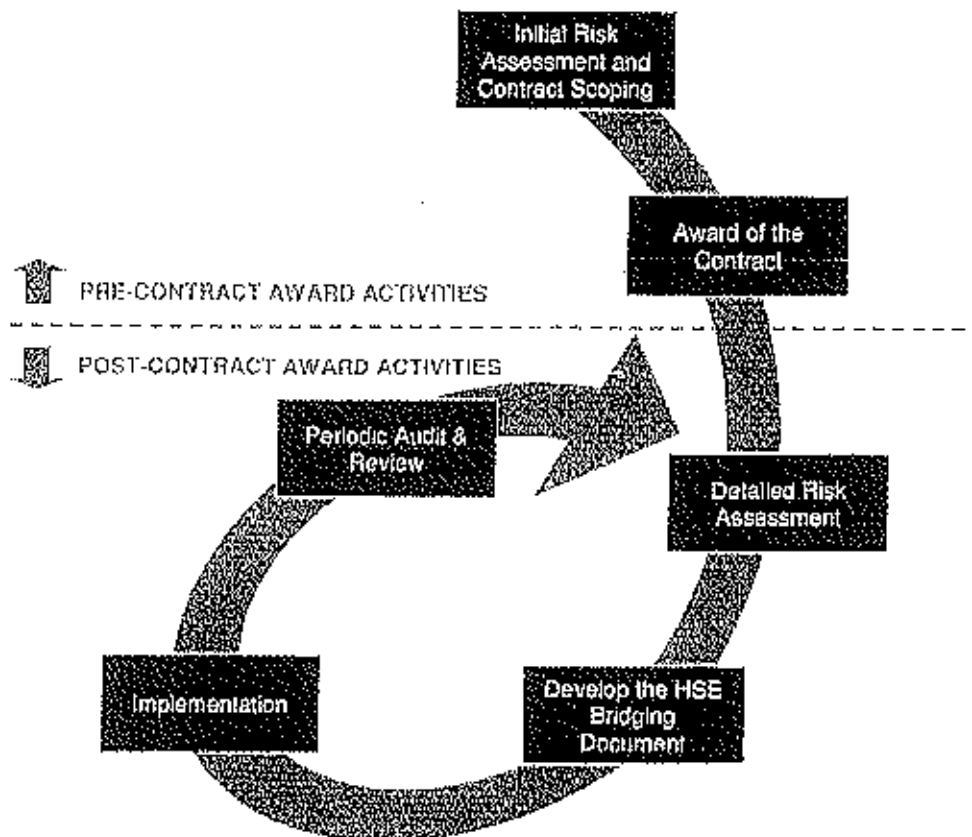 Initial Risk
Assessment and
Contract Scoping
Award of the
Contract
PRE-CONTRACT AWARD ACTIVITIES
POST-CONTRACT AWARD ACTIVITIES
Periodic Audit &
Review
Detailed Risk
Assessment
Implementation
Develop the HSE
Bridging
Document